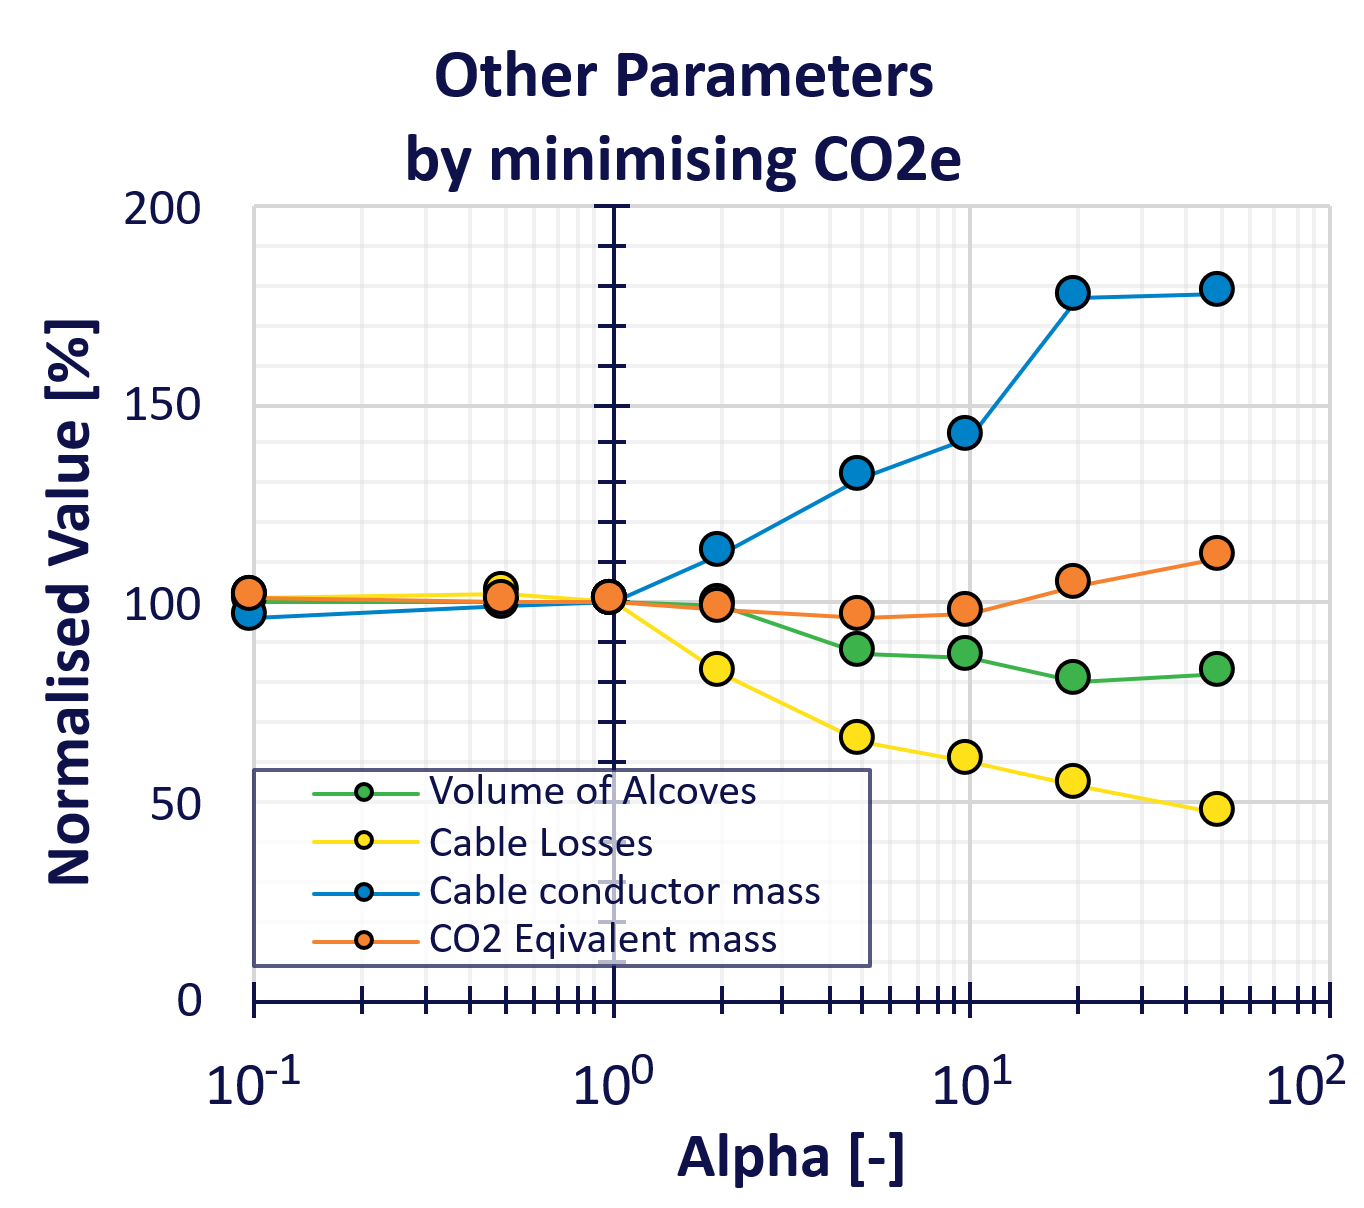 Other Parameters
by minimising CO2e
Normalised Value [%]
200
150
100
50
0
Volume of Alcoves
Cable Losses
Cable conductor mass
CO2 Eqivalent mass
10⁻¹ 10⁰ 10¹ 10²
Alpha [-]